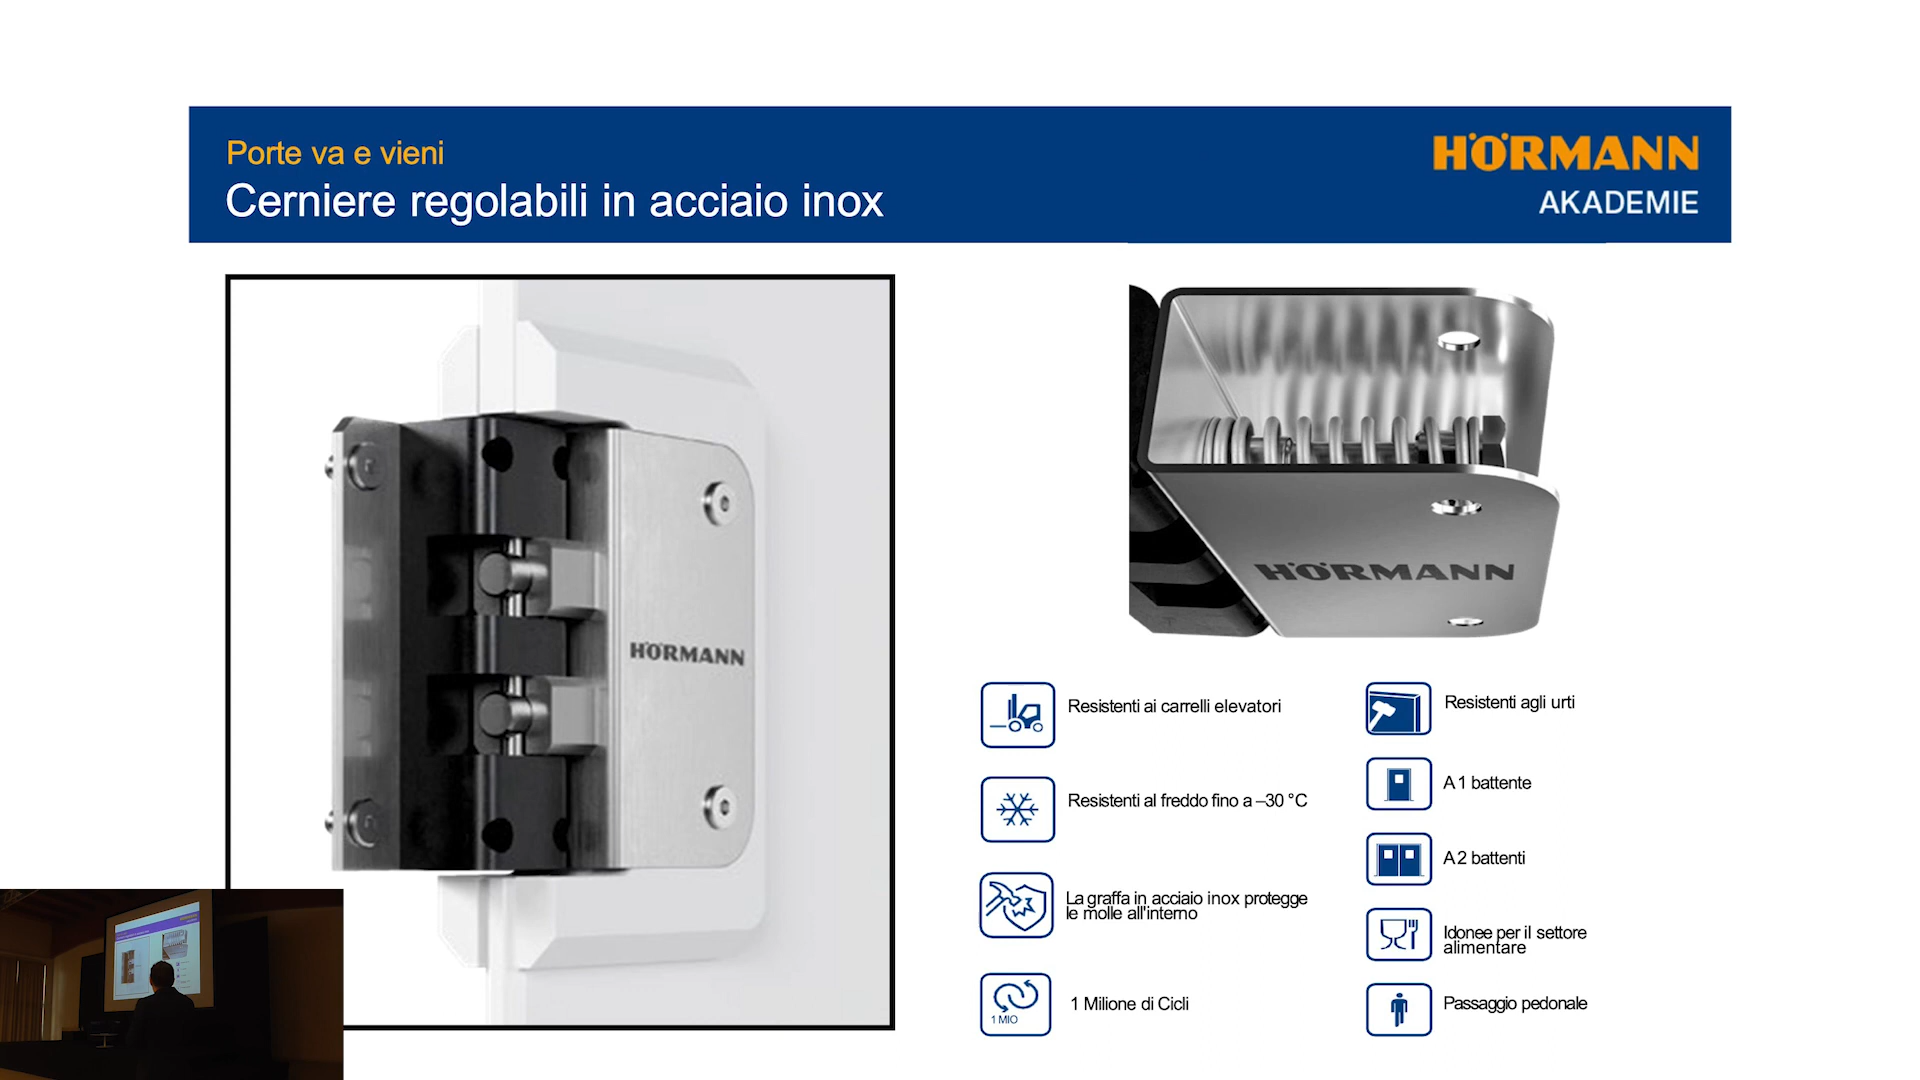 Porte va e vieni
Cerniere regolabili in acciaio inox
HÖRMANN
AKADEMIE
HÖRMANN
HÖRMANN
Resistenti ai carrelli elevatori
Resistenti al freddo fino a –30 °C
La graffa in acciaio inox protegge
le molle all'interno
1 MIO
1 Milione di Cicli
Resistenti agli urti
A 1 battente
A 2 battenti
Idonee per il settore
alimentare
Passaggio pedonale